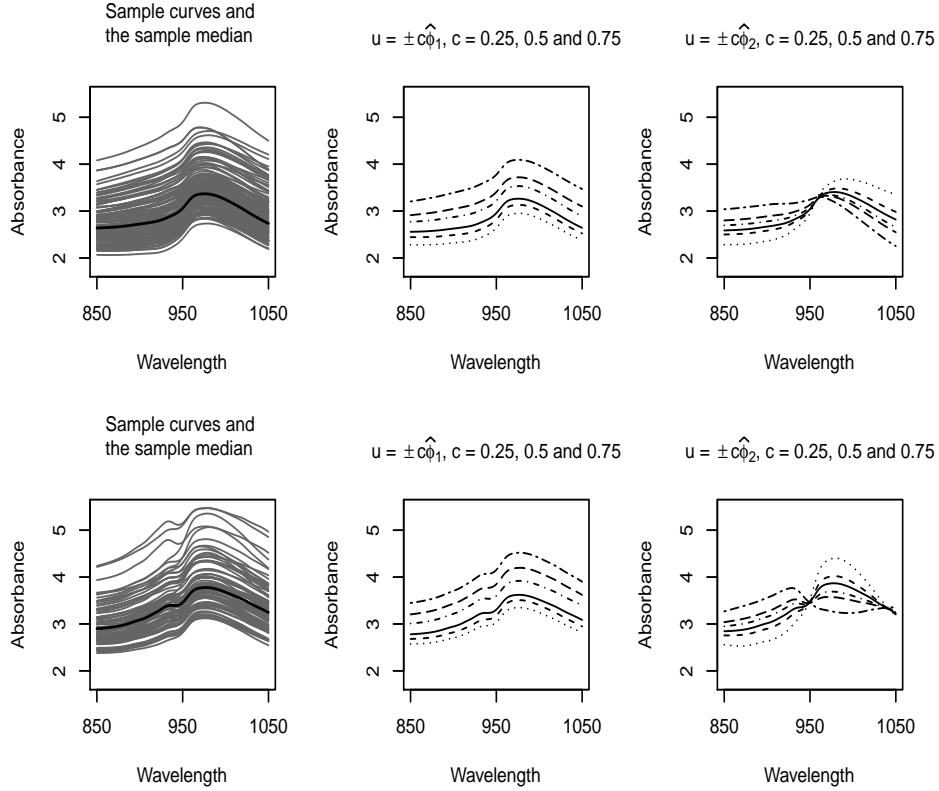 Sample curves and
the sample median
u = ±cϕ̂₁, c = 0.25, 0.5 and 0.75
u = ±cϕ̂₂, c = 0.25, 0.5 and 0.75
Absorbance
5
4
3
2
850
950
1050
Wavelength
Absorbance
5
4
3
2
850
950
1050
Wavelength
Absorbance
5
4
3
2
850
950
1050
Wavelength
Sample curves and
the sample median
u = ±cϕ̂₁, c = 0.25, 0.5 and 0.75
u = ±cϕ̂₂, c = 0.25, 0.5 and 0.75
Absorbance
5
4
3
2
850
950
1050
Wavelength
Absorbance
5
4
3
2
850
950
1050
Wavelength
Absorbance
5
4
3
2
850
950
1050
Wavelength